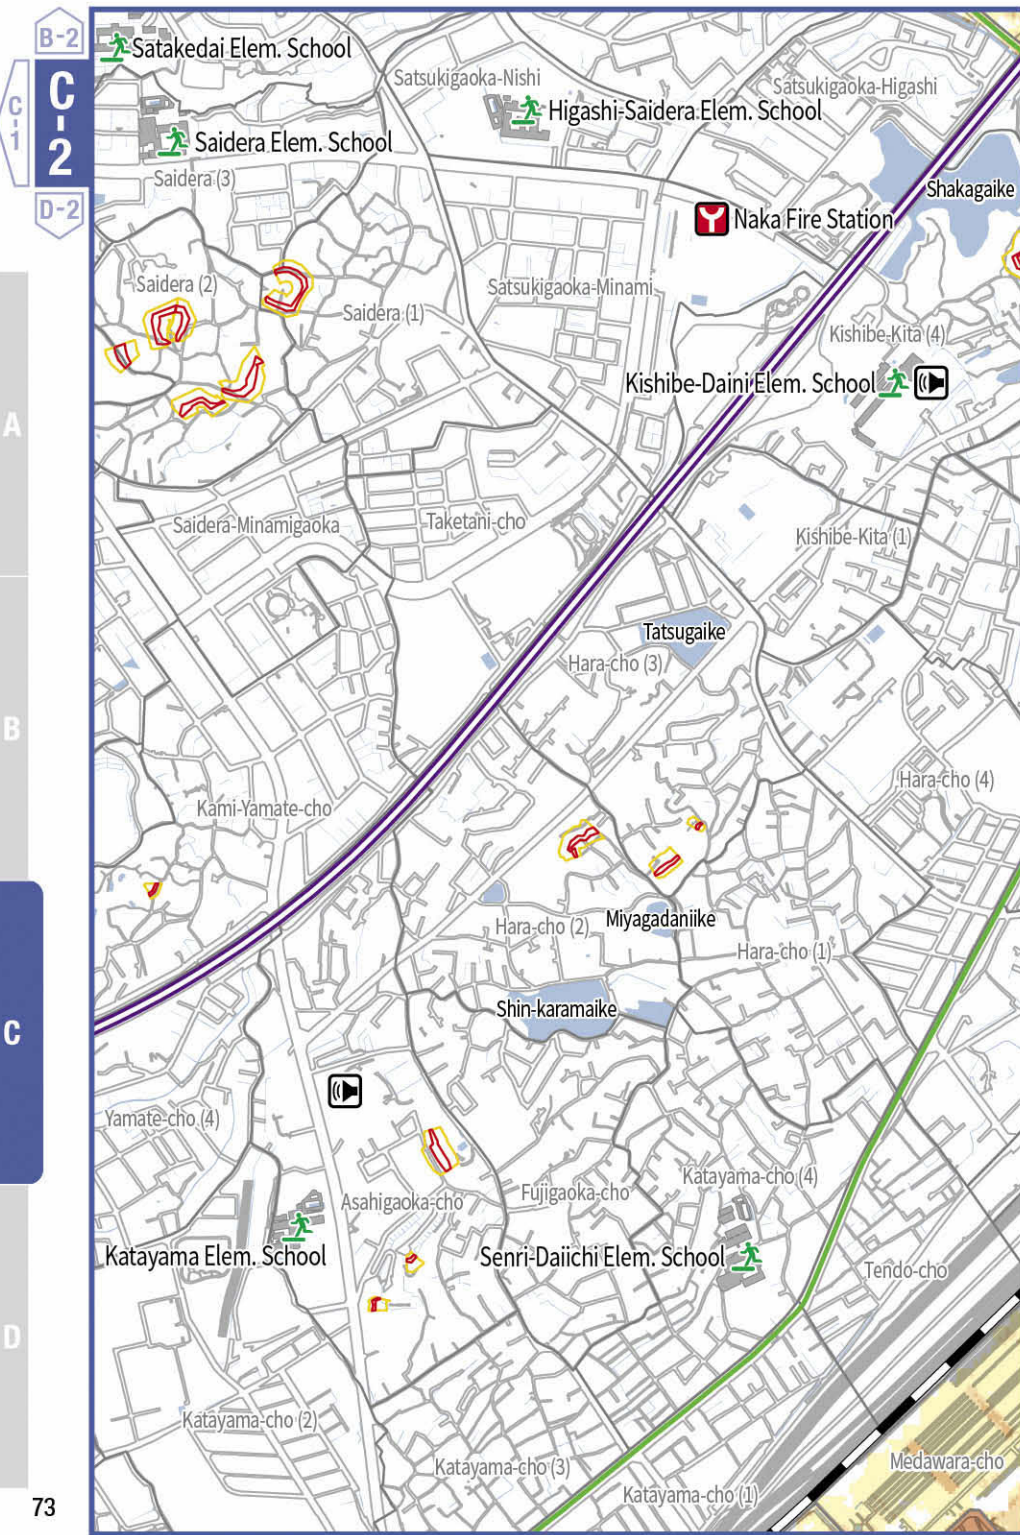 B-2
C-1
C-2
D-2
Satakedai Elem. School
Satsukigaoka-Nishi
Satsukigaoka-Higashi
Higashi-Saidera Elem. School
Saidera Elem. School
Saidera (3)
Shakagaike
Naka Fire Station
Saidera (2)
Satsukigaoka-Minami
Saidera (1)
Kishibe-Kita (4)
Kishibe-Daini Elem. School
A
Saidera-Minamigaoka
Taketani-cho
Kishibe-Kita (1)
Tatsugaike
Hara-cho (3)
B
Hara-cho (4)
Kami-Yamate-cho
Hara-cho (2)
Miyagadaniike
Hara-cho (1)
Shin-karamaike
C
Yamate-cho (4)
Asahigaoka-cho
Fujigaoka-cho
Katayama-cho (4)
Katayama Elem. School
Senri-Daiichi Elem. School
Tendo-cho
D
Katayama-cho (2)
Katayama-cho (3)
Medawara-cho
Katayama-cho (1)
73